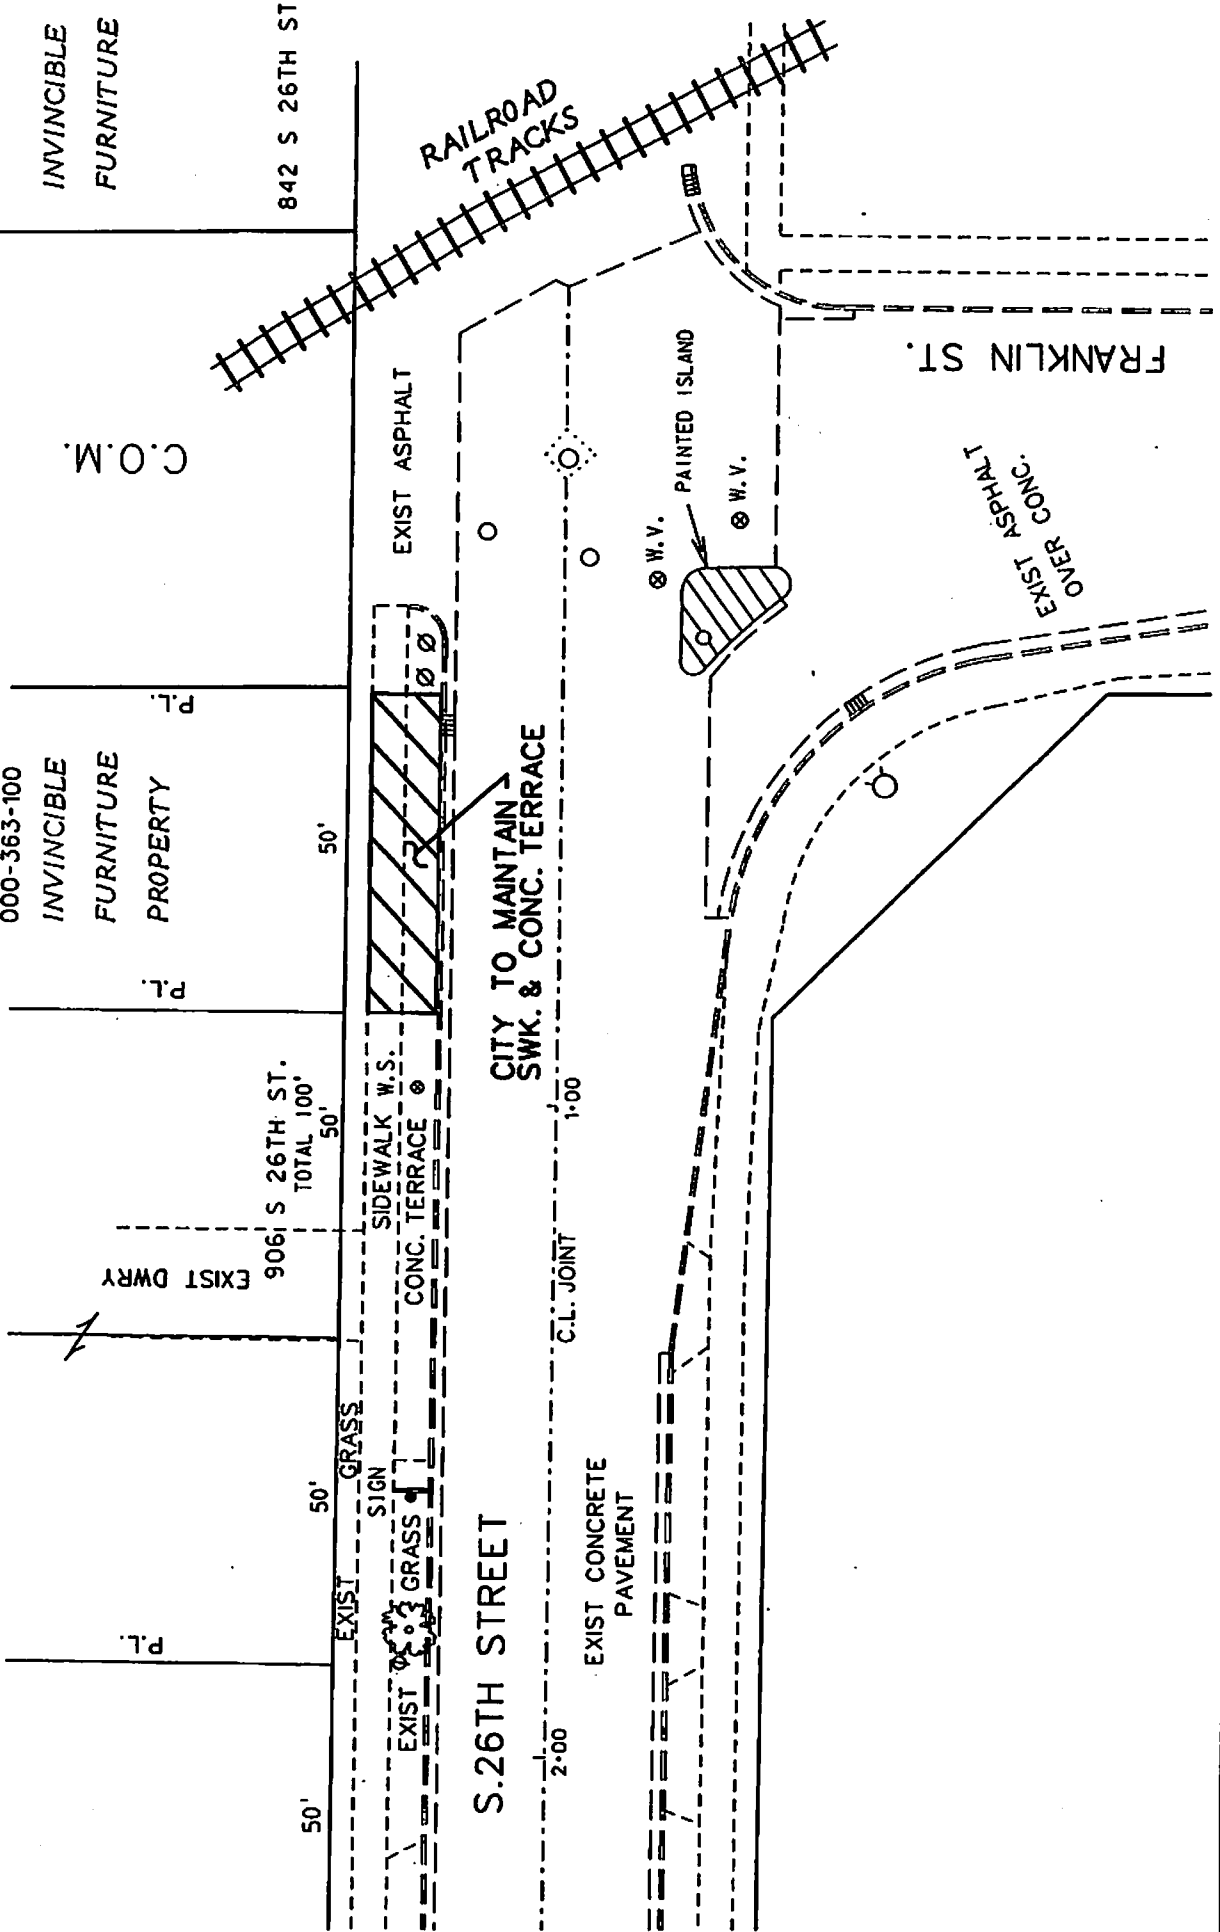 INVINCIBLE
FURNITURE
842 S 26TH ST
RAILROAD
TRACKS
C.O.M.
EXIST ASPHALT
PAINTED ISLAND
W.V.
W.V.
FRANKLIN ST.
EXIST ASPHALT
OVER CONC.
P.L.
000-363-100
INVINCIBLE
FURNITURE
PROPERTY
50'
P.L.
CITY TO MAINTAIN
SWK. & CONC. TERRACE
906 S 26TH ST.
TOTAL 100'
50'
SIDEWALK W.S.
CONC. TERRACE
1+00
C.L. JOINT
EXIST DWRY
EXIST GRASS
50'
SIGN
EXIST GRASS
P.L.
S.26TH STREET
EXIST CONCRETE
PAVEMENT
2+00
50'